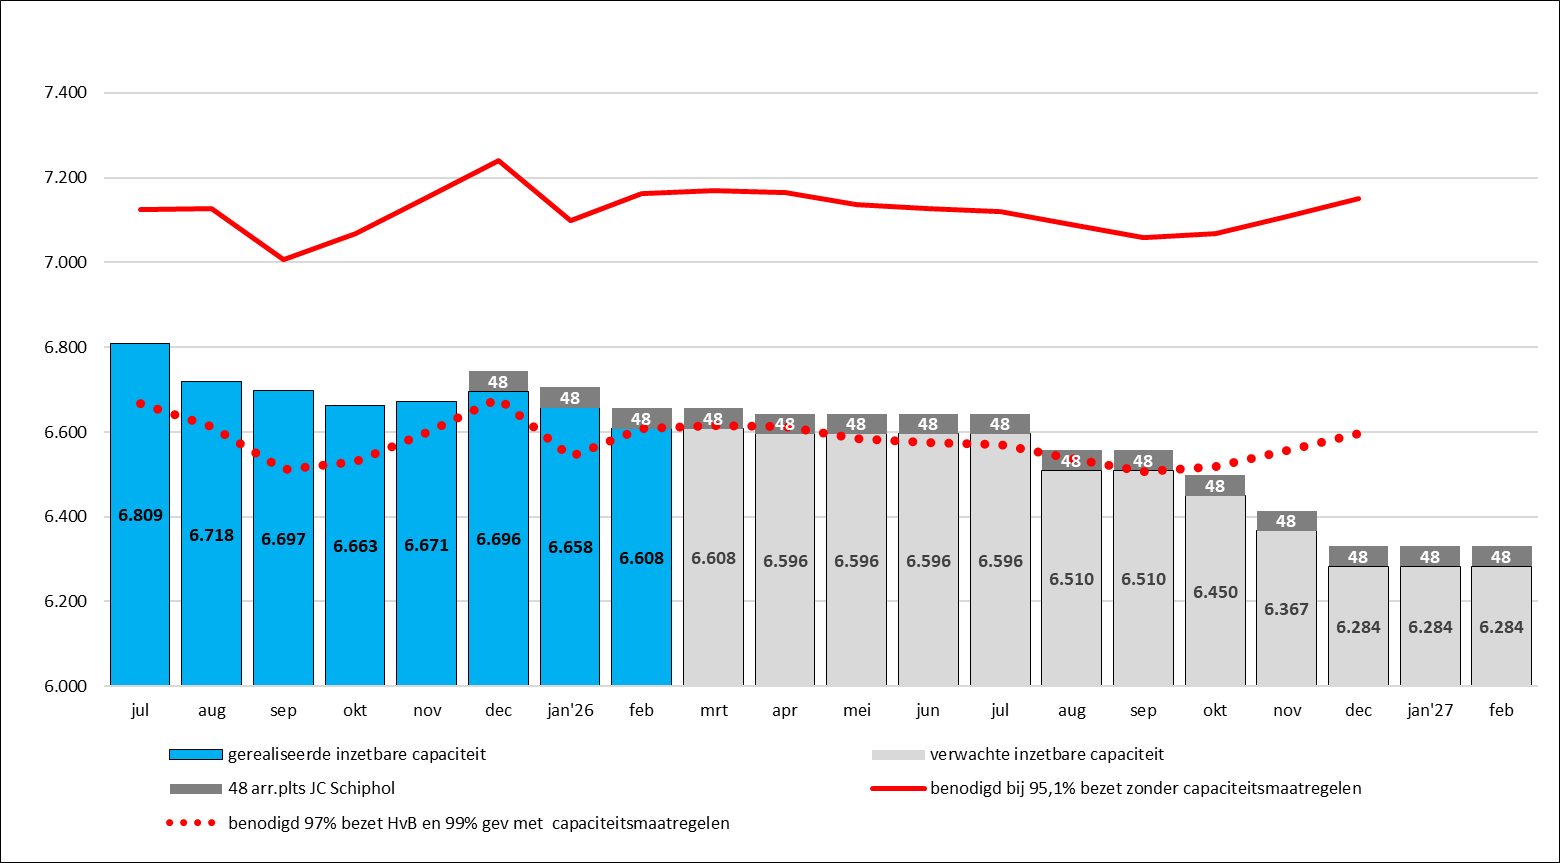 7.400
7.200
7.000
6.800
6.600
6.400
6.200
6.000
48 48 48 48 48 48 48 48 48 48 48 48 48 48 48
6.809 6.718 6.697 6.663 6.671 6.696 6.658 6.608 6.608 6.596 6.596 6.596 6.596 6.510 6.510 6.450 6.367 6.284 6.284 6.284
jul aug sep okt nov dec jan'26 feb mrt apr mei jun jul aug sep okt nov dec jan'27 feb
gerealiseerde inzetbare capaciteit
verwachte inzetbare capaciteit
48 arr.plts JC Schiphol
benodigd bij 95,1% bezet zonder capaciteitsmaatregelen
benodigd 97% bezet HvB en 99% gev met capaciteitsmaatregelen